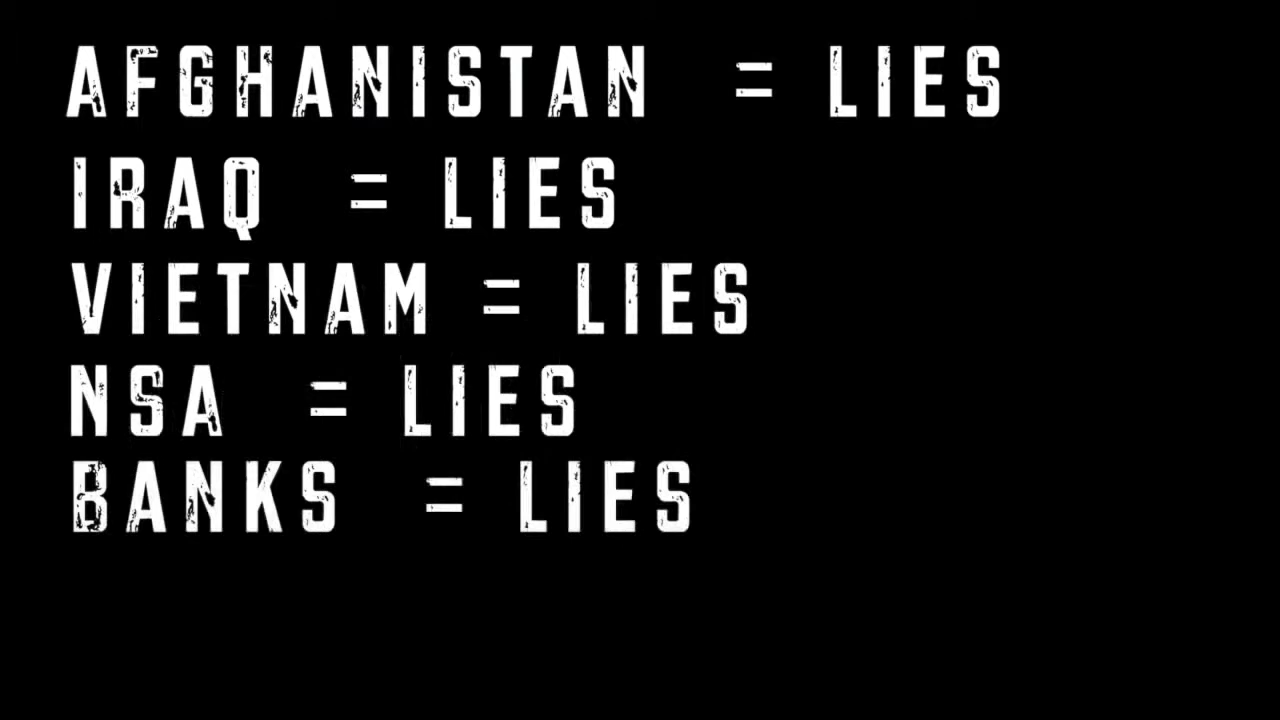 AFGHANISTAN = LIES
IRAQ = LIES
VIETNAM = LIES
NSA = LIES
BANKS = LIES